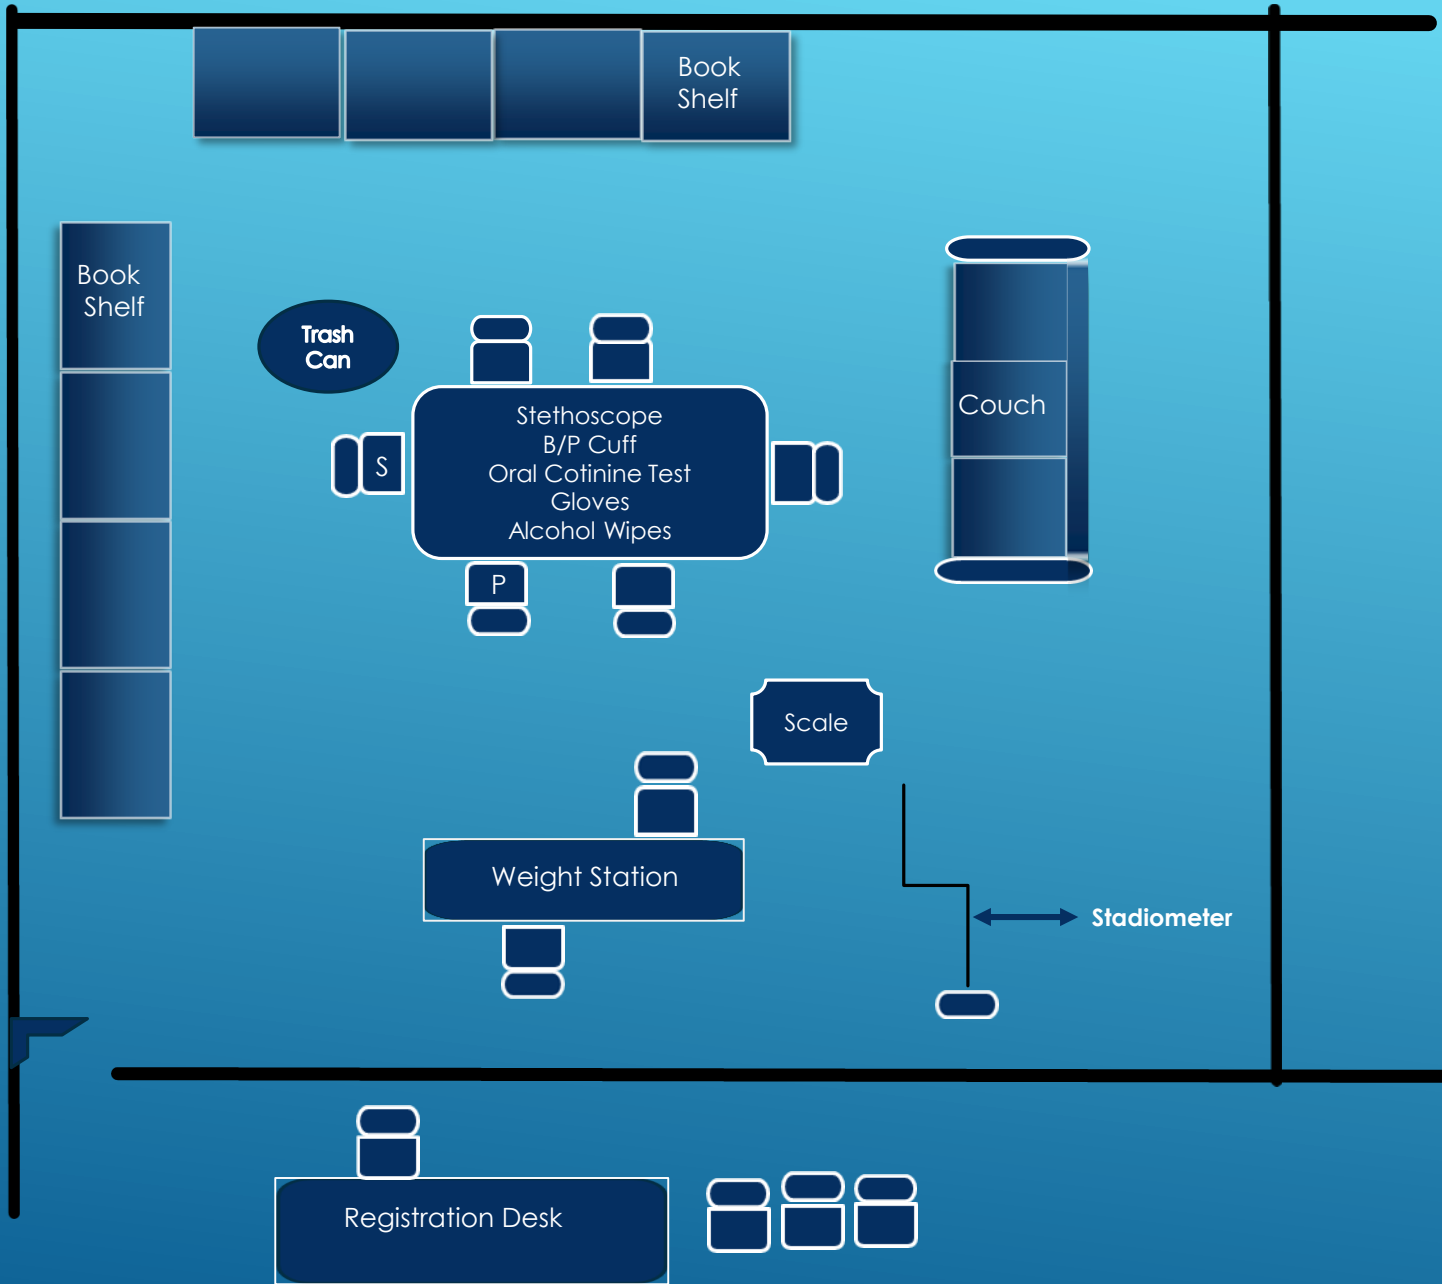 Book
Shelf
Book
Shelf
Trash
Can
Stethoscope
B/P Cuff
Oral Cotinine Test
Gloves
Alcohol Wipes
S
P
Couch
Scale
Weight Station
Stadiometer
Registration Desk